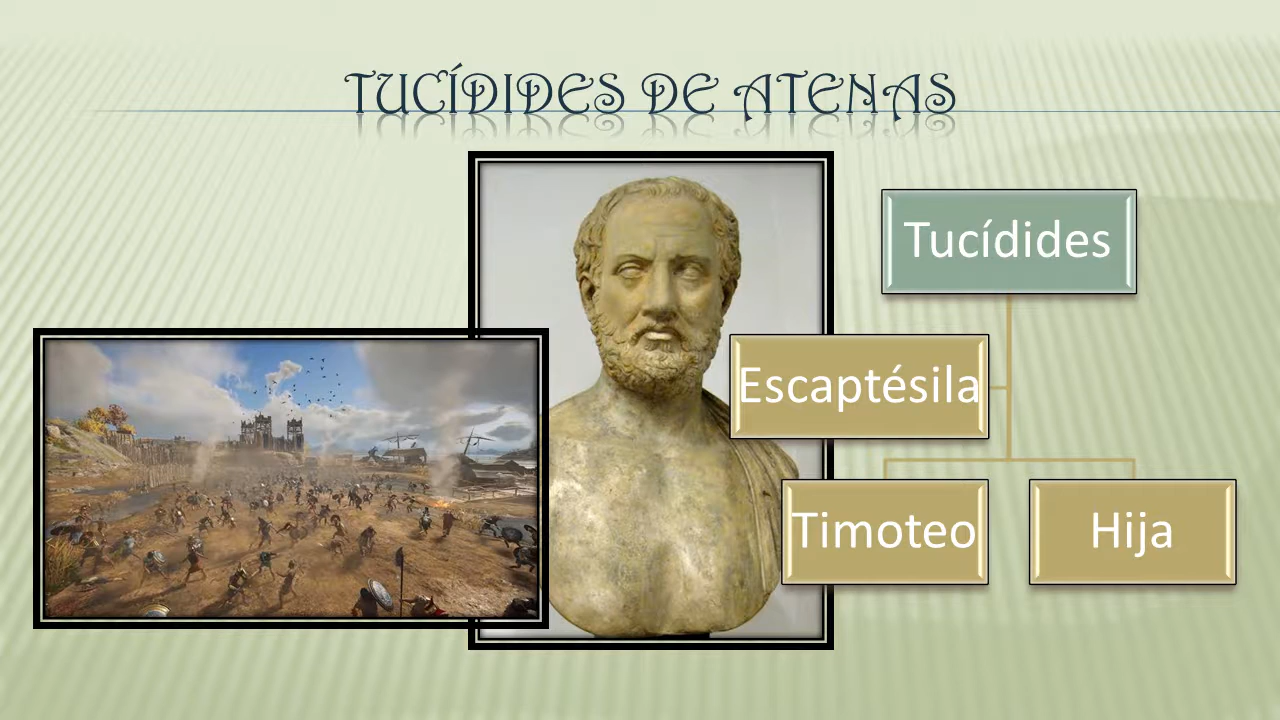 TUCÍDIDES DE ATENAS
Tucídides
Escaptésila
Timoteo
Hija